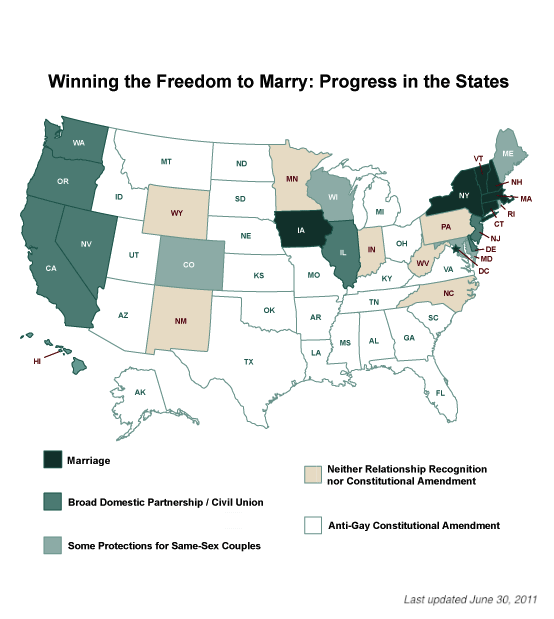 Winning the Freedom to Marry: Progress in the States
WA
MT
ND
MN
VT
ME
OR
ID
SD
WI
NY
NH
MA
WY
MI
RI
CT
NV
NE
IA
PA
NJ
CA
UT
CO
IL
IN
OH
DE
MD
DC
WV
VA
KS
MO
KY
NC
AZ
NM
OK
AR
TN
SC
MS
AL
GA
HI
TX
LA
AK
FL
Marriage
Broad Domestic Partnership / Civil Union
Some Protections for Same-Sex Couples
Neither Relationship Recognition
nor Constitutional Amendment
Anti-Gay Constitutional Amendment
Last updated June 30, 2011